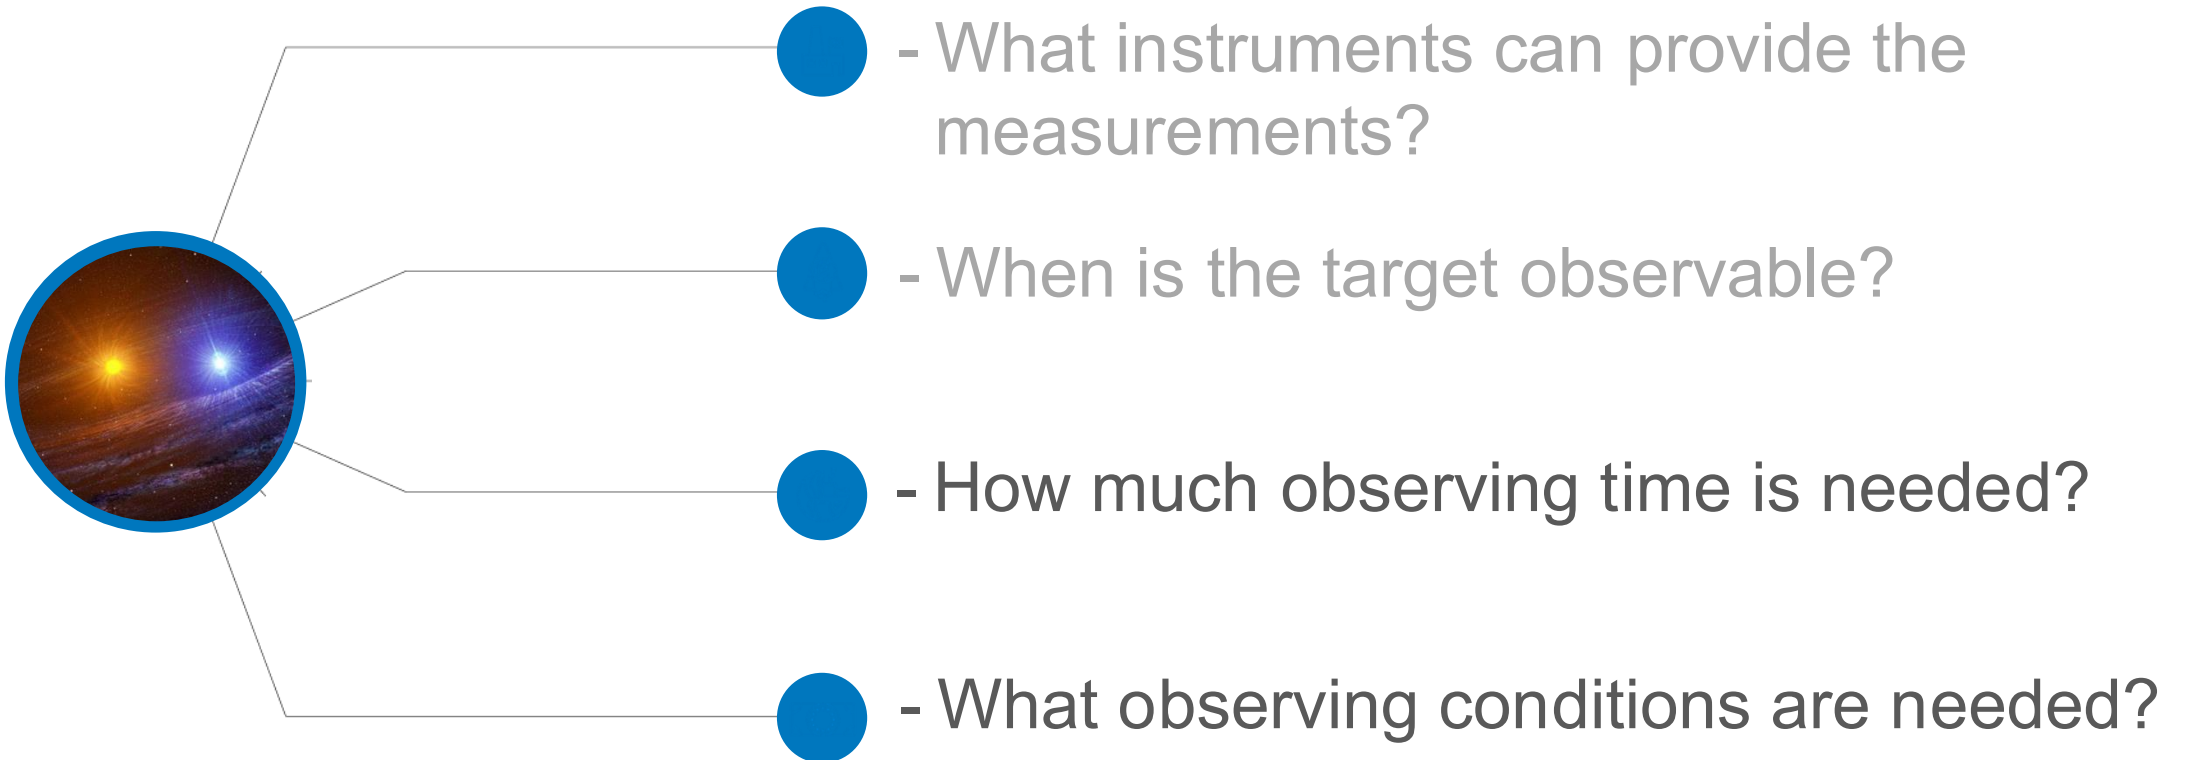 - What instruments can provide the
measurements?
- When is the target observable?
- How much observing time is needed?
- What observing conditions are needed?